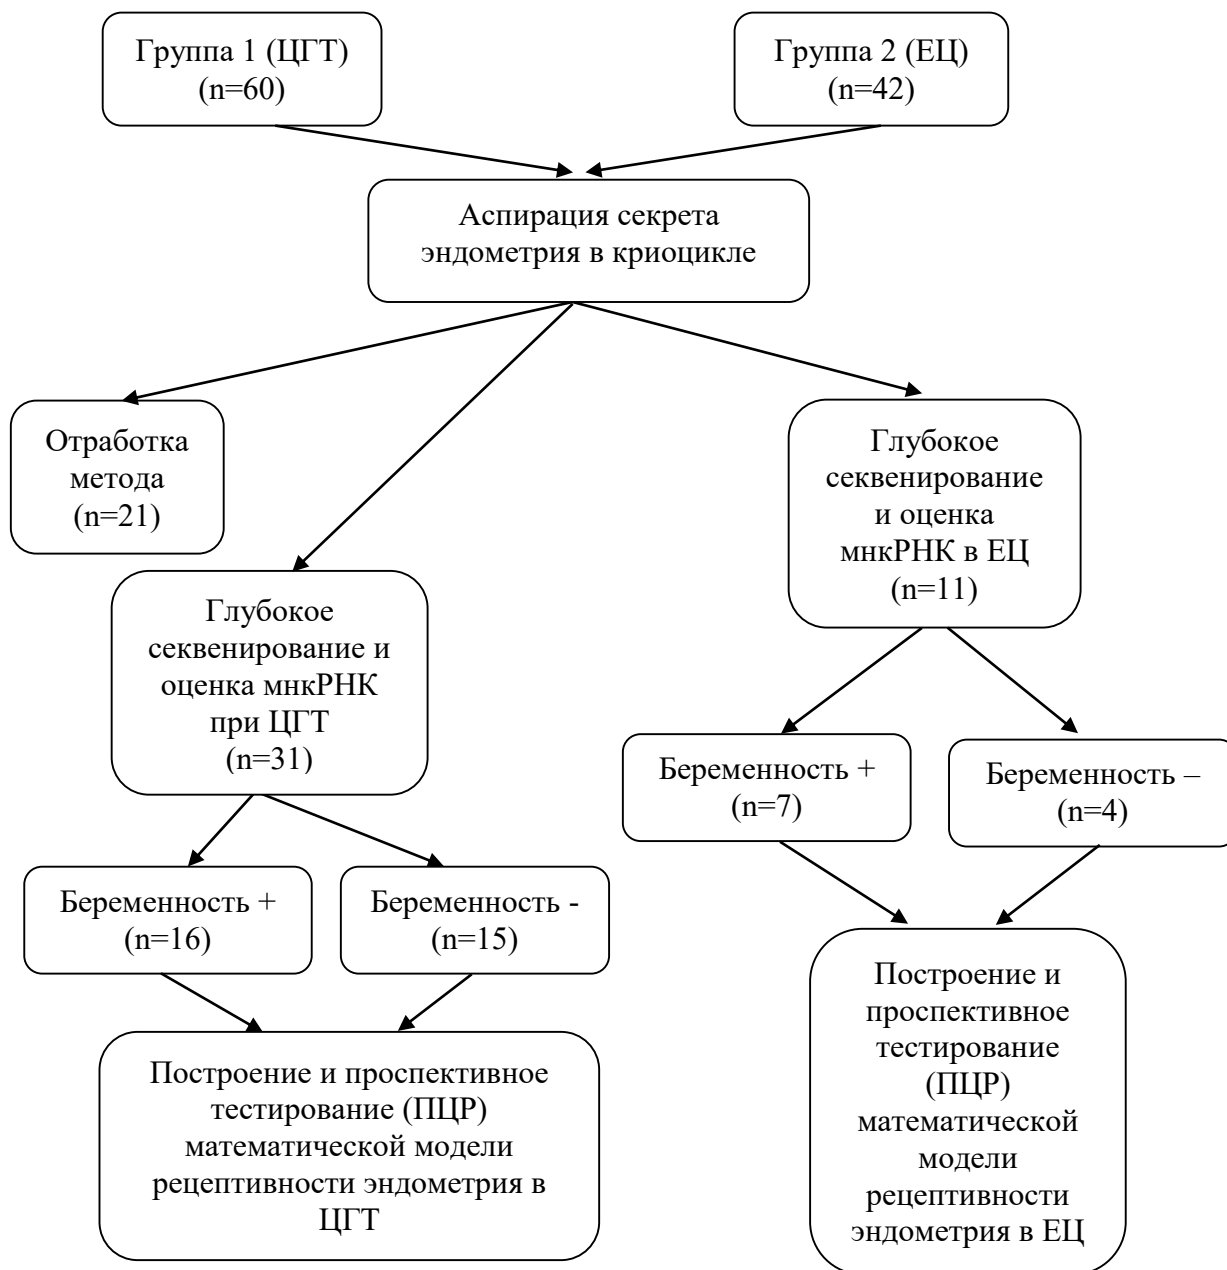 Группа 1 (ЦГТ)
(n=60)
Группа 2 (ЕЦ)
(n=42)
Аспирация секрета
эндометрия в криоцикле
Отработка
метода
(n=21)
Глубокое
секвенирование
и оценка
мнкРНК в ЕЦ
(n=11)
Глубокое
секвенирование и
оценка мнкРНК
при ЦГТ
(n=31)
Беременность +
(n=7)
Беременность –
(n=4)
Беременность +
(n=16)
Беременность -
(n=15)
Построение и проспективное
тестирование (ПЦР)
математической модели
рецептивности эндометрия в
ЦГТ
Построение и
проспективное
тестирование
(ПЦР)
математической
модели
рецептивности
эндометрия в ЕЦ